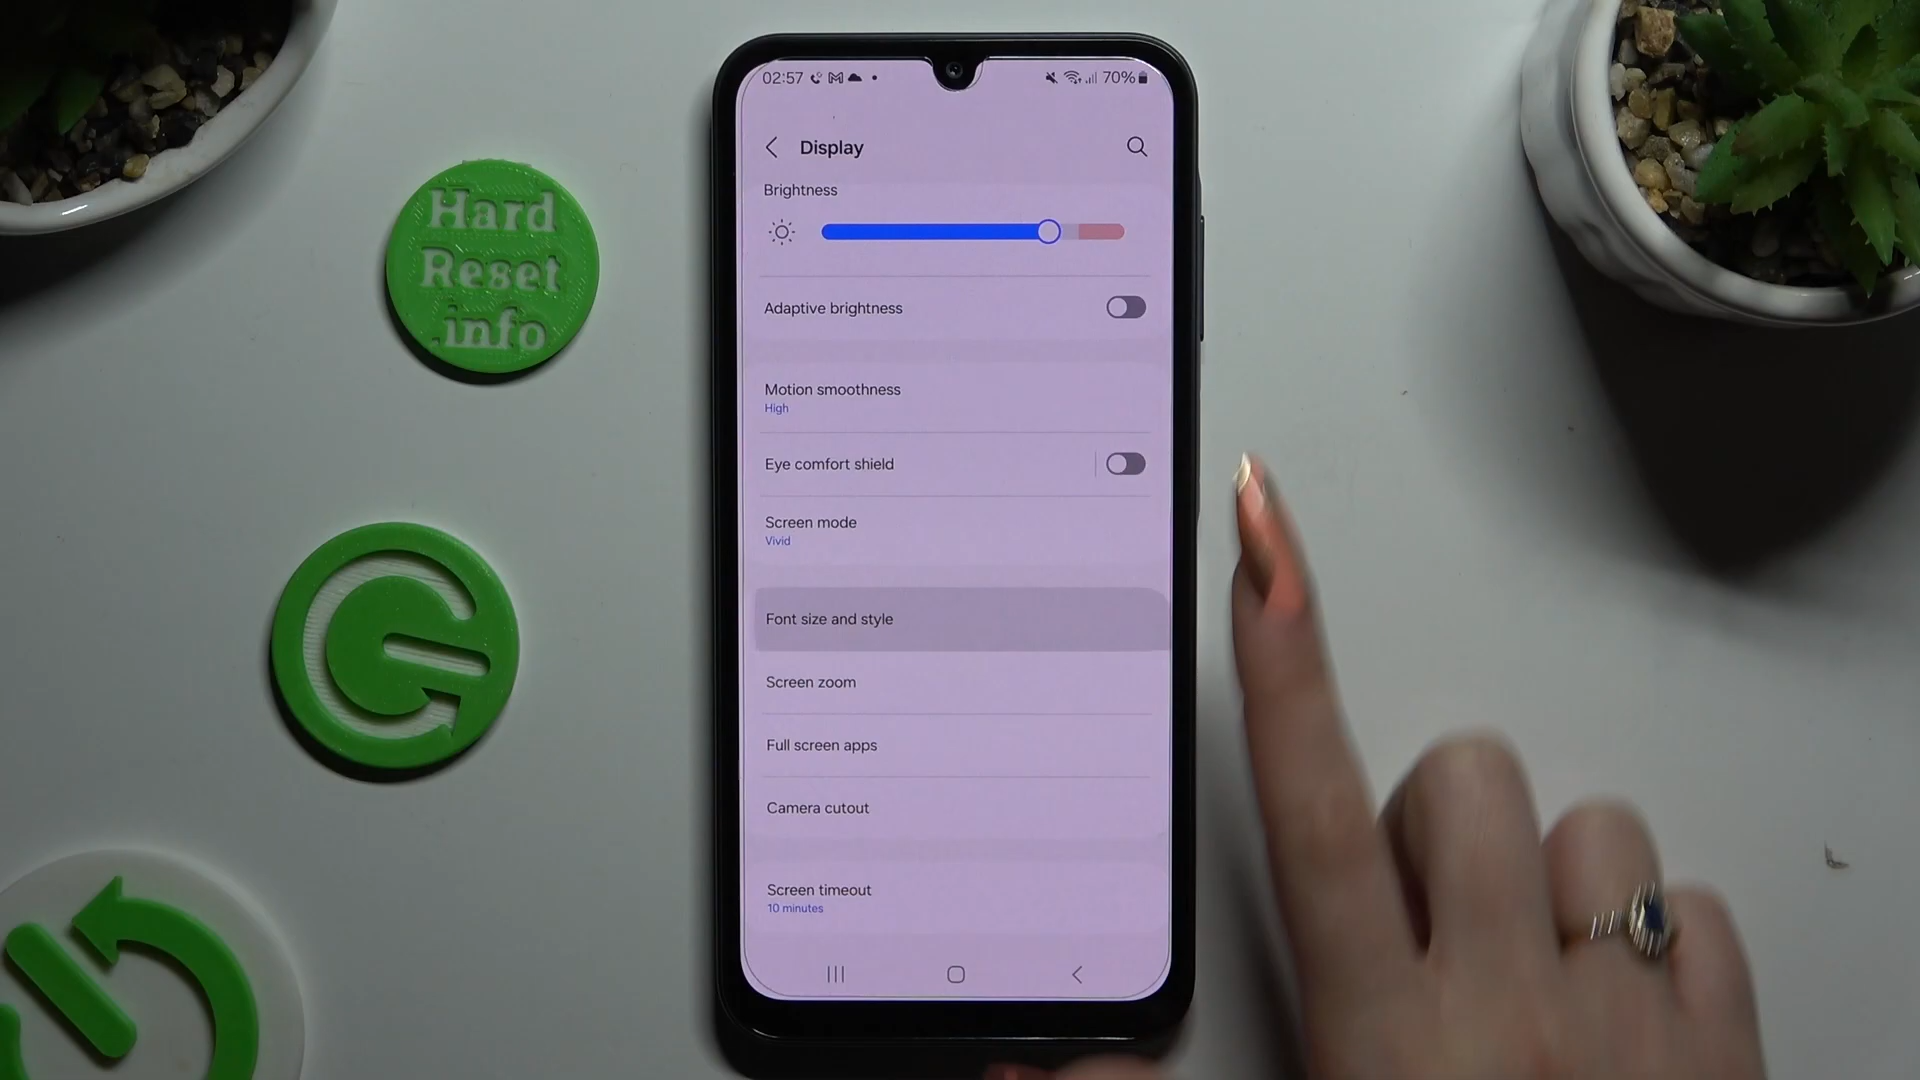 Hard
Reset
.info
02:57
70%
Display
Brightness
Adaptive brightness
Motion smoothness
High
Eye comfort shield
Screen mode
Vivid
Font size and style
Screen zoom
Full screen apps
Camera cutout
Screen timeout
10 minutes